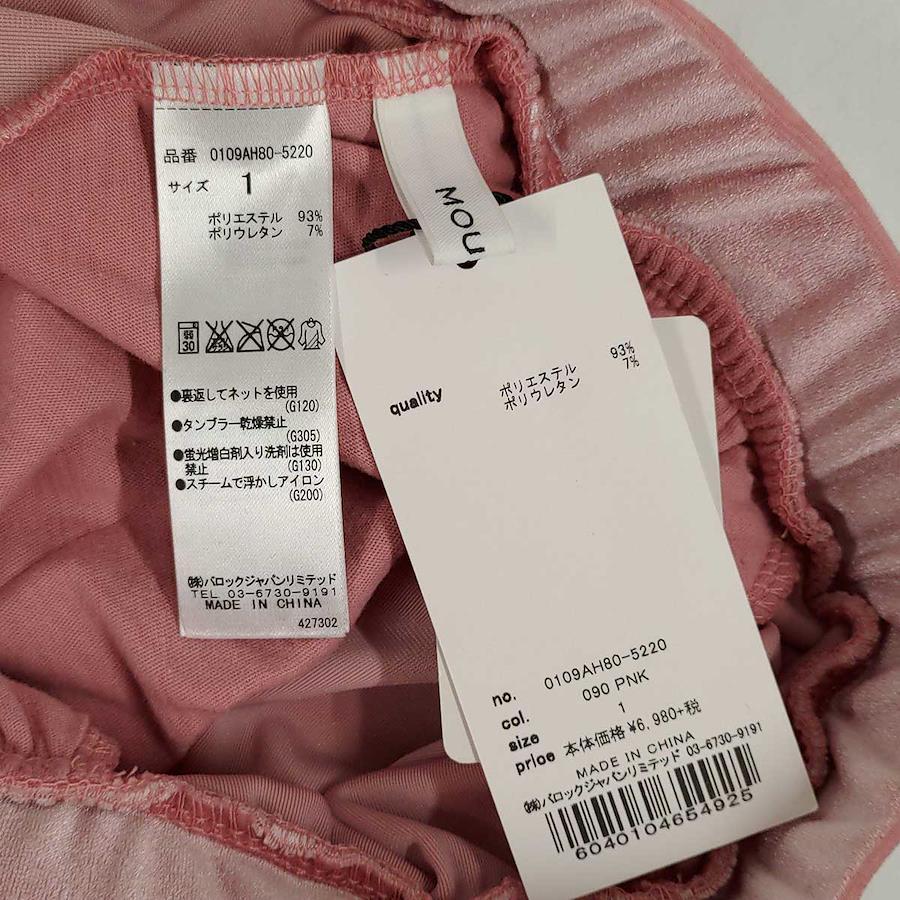 品番 0109AH80-5220
サイズ 1
ポリエステル 93%
ポリウレタン 7%
弱
30
●裏返してネットを使用
(G120)
●タンブラー乾燥禁止
(G305)
●蛍光増白剤入り洗剤は使用
禁止 (G130)
●スチームで浮かしアイロン
(G200)
㈱バロックジャパンリミテッド
TEL 03-6730-9191
MADE IN CHINA
427302
MOU
quality ポリエステル 93%
ポリウレタン 7%
no. 0109AH80-5220
col. 090 PNK
size 1
price 本体価格 ¥6,980+税
MADE IN CHINA
㈱バロックジャパンリミテッド 03-6730-9191
6040104654925